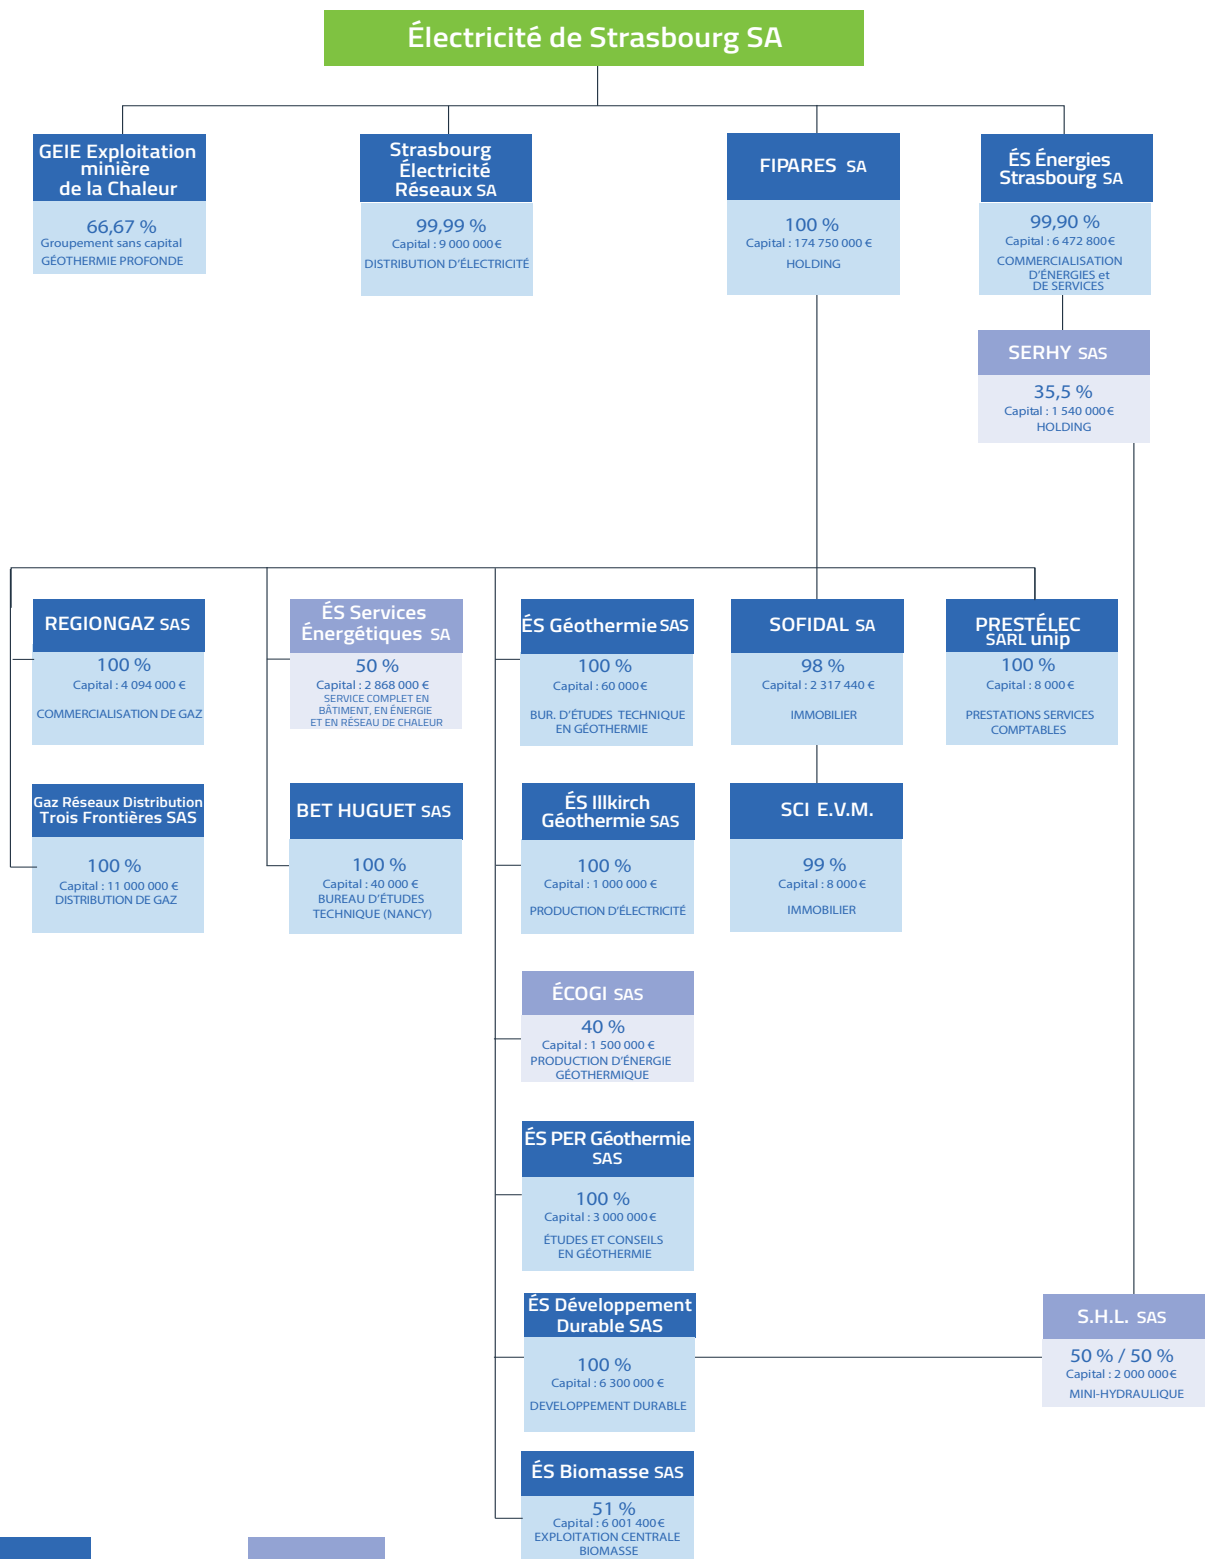 Électricité de Strasbourg SA
GEIE Exploitation
minière
de la Chaleur
66,67 %
Groupement sans capital
GÉOTHERMIE PROFONDE
Strasbourg
Électricité
Réseaux SA
99,99 %
Capital : 9 000 000 €
DISTRIBUTION D'ÉLECTRICITÉ
FIPARES SA
100 %
Capital : 174 750 000 €
HOLDING
ÉS Énergies
Strasbourg SA
99,90 %
Capital : 6 472 800 €
COMMERCIALISATION
D'ÉNERGIES et
DE SERVICES
SERHY SAS
35,5 %
Capital : 1 540 000 €
HOLDING
REGIONGAZ SAS
100 %
Capital : 4 094 000 €
COMMERCIALISATION DE GAZ
ÉS Services
Énergétiques SA
50 %
Capital : 2 868 000 €
SERVICE COMPLET EN
BÂTIMENT, EN ÉNERGIE
ET EN RÉSEAU DE CHALEUR
ÉS Géothermie SAS
100 %
Capital : 60 000 €
BUR. D'ÉTUDES TECHNIQUE
EN GÉOTHERMIE
SOFIDAL SA
98 %
Capital : 2 317 440 €
IMMOBILIER
PRESTÉLEC
SARL unip
100 %
Capital : 8 000 €
PRESTATIONS SERVICES
COMPTABLES
Gaz Réseaux Distribution
Trois Frontières SAS
100 %
Capital : 11 000 000 €
DISTRIBUTION DE GAZ
BET HUGUET SAS
100 %
Capital : 40 000 €
BUREAU D'ÉTUDES
TECHNIQUE (NANCY)
ÉS Illkirch
Géothermie SAS
100 %
Capital : 1 000 000 €
PRODUCTION D'ÉLECTRICITÉ
SCI E.V.M.
99 %
Capital : 8 000 €
IMMOBILIER
ÉCOGI SAS
40 %
Capital : 1 500 000 €
PRODUCTION D'ÉNERGIE
GÉOTHERMIQUE
ÉS PER Géothermie
SAS
100 %
Capital : 3 000 000 €
ÉTUDES ET CONSEILS
EN GÉOTHERMIE
ÉS Développement
Durable SAS
100 %
Capital : 6 300 000 €
DEVELOPPEMENT DURABLE
S.H.L. SAS
50 % / 50 %
Capital : 2 000 000 €
MINI-HYDRAULIQUE
ÉS Biomasse SAS
51 %
Capital : 6 001 400 €
EXPLOITATION CENTRALE
BIOMASSE